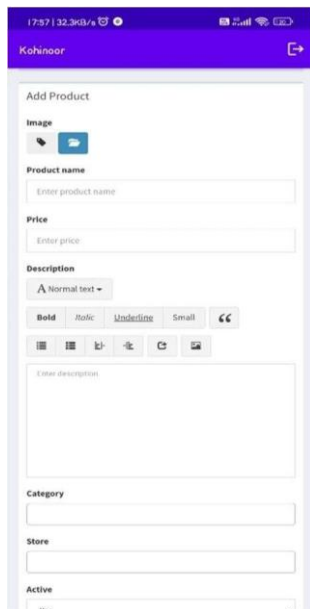 17:57 | 32.3KB/s
Kohinoor
Add Product
Image
Product name
Enter product name
Price
Enter price
Description
A Normal text
Bold Italic Underline Small
Enter description
Category
Store
Active